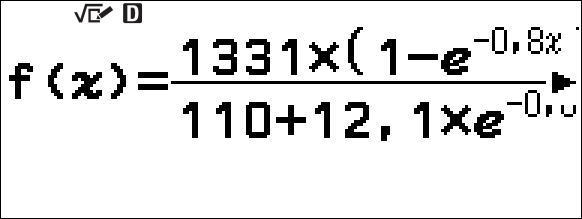 √ D
f(x)=
1331×(1-e^-0,8x
110+12,1×e^-0,